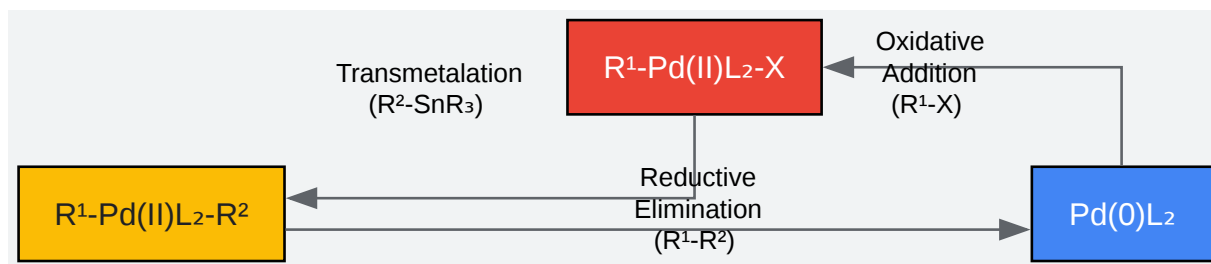 Transmetalation
(R²-SnR₃)
R¹-Pd(II)L₂-X
Oxidative
Addition
(R¹-X)
R¹-Pd(II)L₂-R²
Reductive
Elimination
(R¹-R²)
Pd(0)L₂